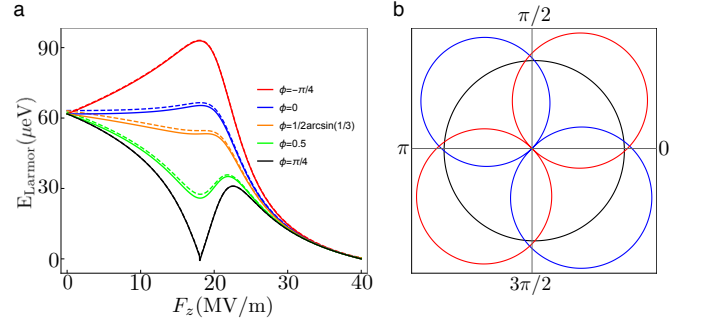 a
b
90
60
30
0
E_Larmor(μeV)
0
10
20
30
40
F_z(MV/m)
ϕ=-π/4
ϕ=0
ϕ=1/2arcsin(1/3)
ϕ=0.5
ϕ=π/4
π/2
π
0
3π/2